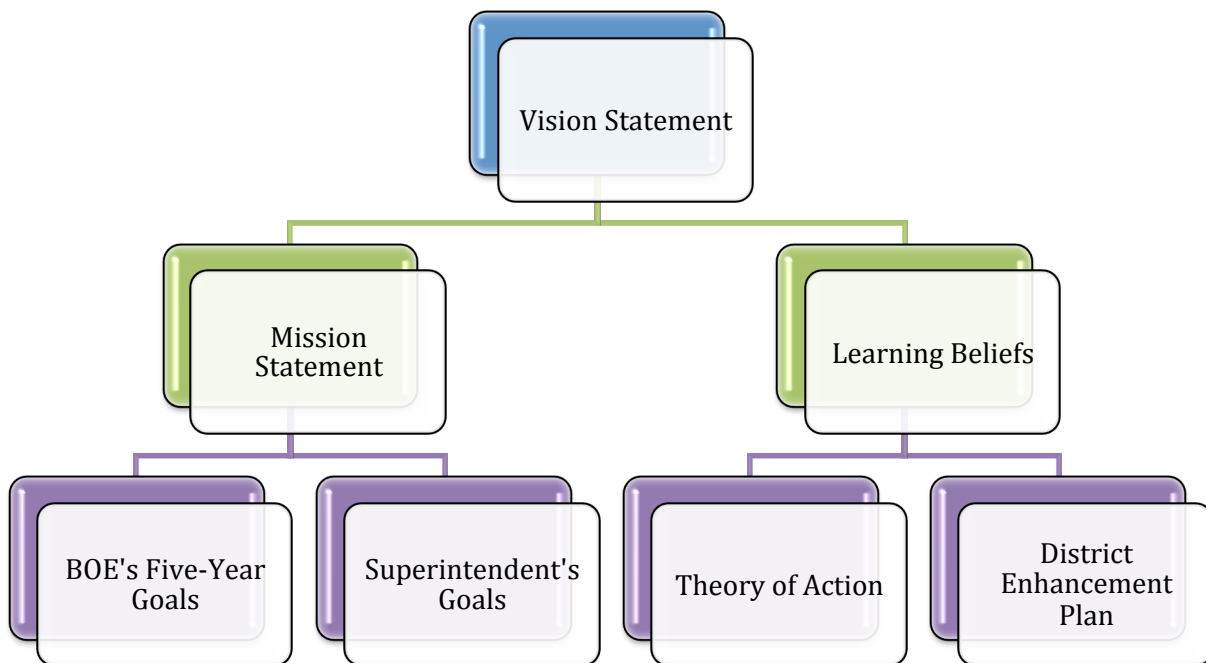 Vision Statement
Mission
Statement
Learning Beliefs
BOE's Five-Year
Goals
Superintendent's
Goals
Theory of Action
District
Enhancement
Plan